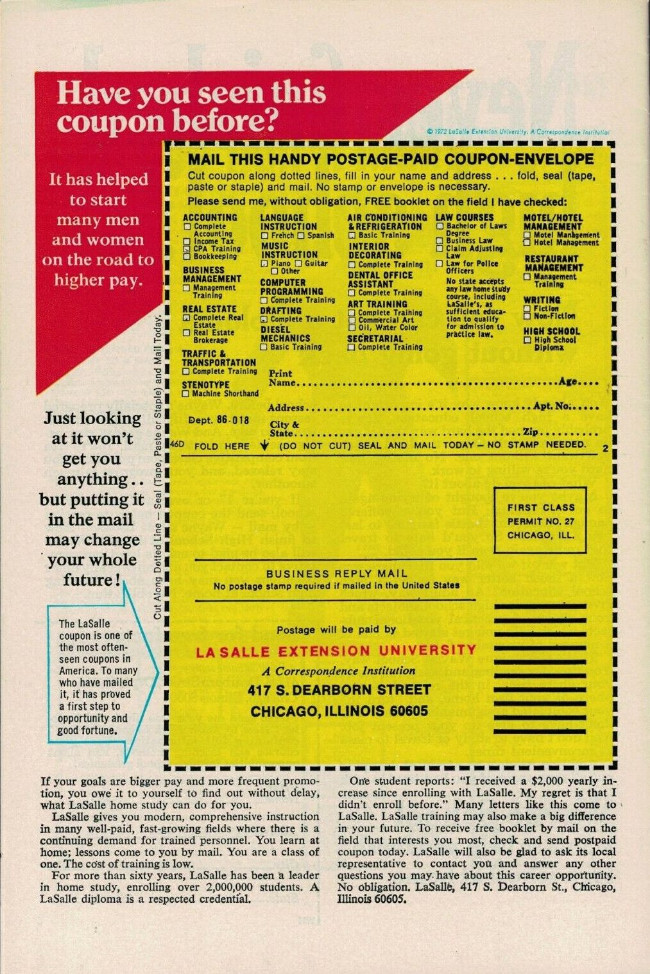 Have you seen this
coupon before?
© 1972 LaSalle Extension University: A Correspondence Institution
It has helped
to start
many men
and women
on the road to
higher pay.
MAIL THIS HANDY POSTAGE-PAID COUPON-ENVELOPE
Cut coupon along dotted lines, fill in your name and address . . . fold, seal (tape,
paste or staple) and mail. No stamp or envelope is necessary.
Please send me, without obligation, FREE booklet on the field I have checked:
ACCOUNTING
Complete
Accounting
Income Tax
CPA Training
Bookkeeping
BUSINESS
MANAGEMENT
Management
Training
REAL ESTATE
Complete Real
Estate
Real Estate
Brokerage
TRAFFIC &
TRANSPORTATION
Complete Training
STENOTYPE
Machine Shorthand
LANGUAGE
INSTRUCTION
French Spanish
MUSIC
INSTRUCTION
Piano Guitar
Other
COMPUTER
PROGRAMMING
Complete Training
DRAFTING
Complete Training
DIESEL
MECHANICS
Basic Training
AIR CONDITIONING
& REFRIGERATION
Basic Training
INTERIOR
DECORATING
Complete Training
DENTAL OFFICE
ASSISTANT
Complete Training
ART TRAINING
Complete Training
Commercial Art
Oil, Water Color
SECRETARIAL
Complete Training
LAW COURSES
Bachelor of Laws
Degree
Business Law
Claim Adjusting
Law
Law for Police
Officers
No state accepts
any law home study
course, including
LaSalle's, as
sufficient educa-
tion to qualify
for admission to
practice law.
MOTEL/HOTEL
MANAGEMENT
Motel Management
Hotel Management
RESTAURANT
MANAGEMENT
Management
Training
WRITING
Fiction
Non-Fiction
HIGH SCHOOL
High School
Diploma
Print
Name Age
Address Apt. No.
Dept. 86-018
City &
State Zip
46D FOLD HERE (DO NOT CUT) SEAL AND MAIL TODAY – NO STAMP NEEDED. 2
Cut Along Dotted Line — Seal (Tape, Paste or Staple) and Mail Today.
Just looking
at it won't
get you
anything . .
but putting it
in the mail
may change
your whole
future!
The LaSalle
coupon is one of
the most often-
seen coupons in
America. To many
who have mailed
it, it has proved
a first step to
opportunity and
good fortune.
FIRST CLASS
PERMIT NO. 27
CHICAGO, ILL.
BUSINESS REPLY MAIL
No postage stamp required if mailed in the United States
Postage will be paid by
LA SALLE EXTENSION UNIVERSITY
A Correspondence Institution
417 S. DEARBORN STREET
CHICAGO, ILLINOIS 60605
If your goals are bigger pay and more frequent promo-
tion, you owe it to yourself to find out without delay,
what LaSalle home study can do for you.
LaSalle gives you modern, comprehensive instruction
in many well-paid, fast-growing fields where there is a
continuing demand for trained personnel. You learn at
home; lessons come to you by mail. You are a class of
one. The cost of training is low.
For more than sixty years, LaSalle has been a leader
in home study, enrolling over 2,000,000 students. A
LaSalle diploma is a respected credential.
One student reports: "I received a $2,000 yearly in-
crease since enrolling with LaSalle. My regret is that I
didn't enroll before." Many letters like this come to
LaSalle. LaSalle training may also make a big difference
in your future. To receive free booklet by mail on the
field that interests you most, check and send postpaid
coupon today. LaSalle will also be glad to ask its local
representative to contact you and answer any other
questions you may have about this career opportunity.
No obligation. LaSalle, 417 S. Dearborn St., Chicago,
Illinois 60605.